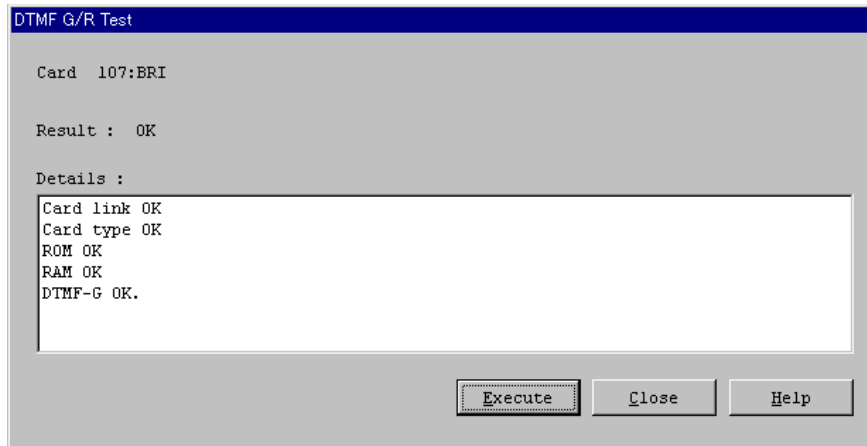 DTMF G/R Test
Card 107:BRI
Result : OK
Details :
Card link OK
Card type OK
ROM OK
RAM OK
DTMF-G OK.
Execute
Close
Help